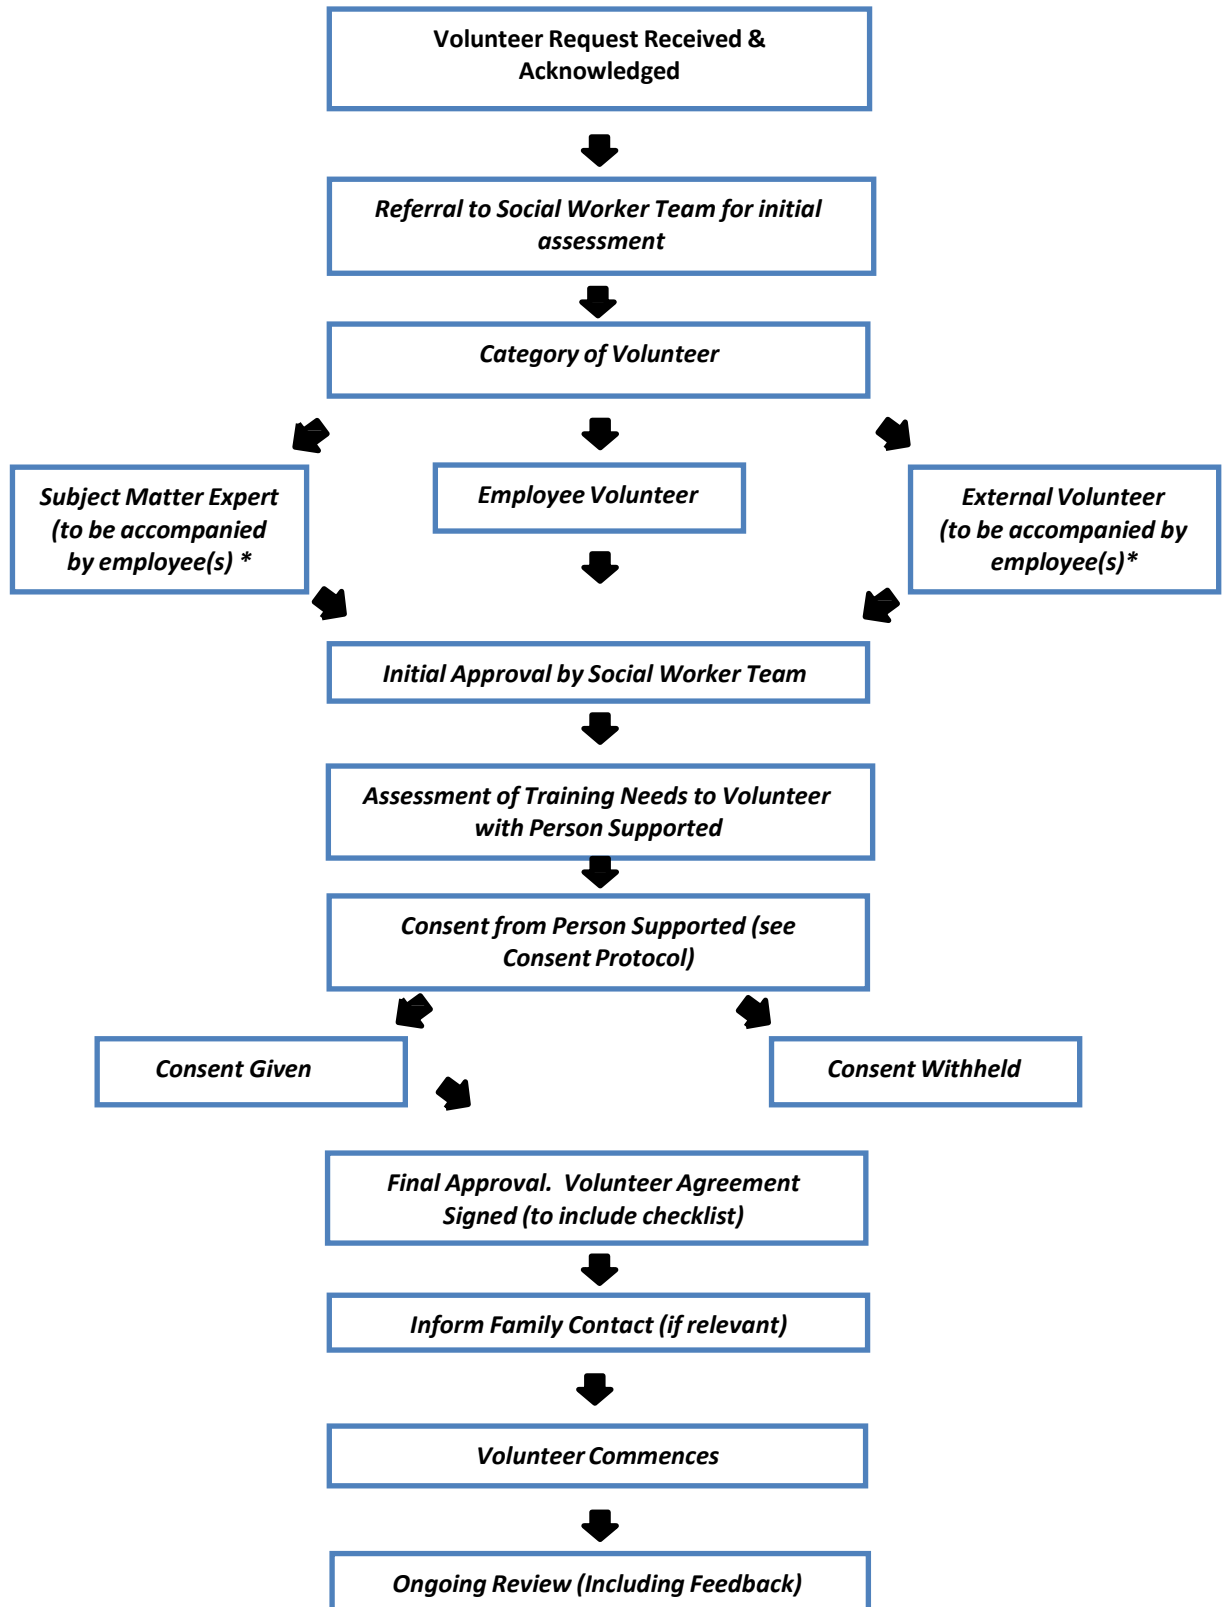 Volunteer Request Received &
Acknowledged
Referral to Social Worker Team for initial
assessment
Category of Volunteer
Subject Matter Expert
(to be accompanied
by employee(s) *
Employee Volunteer
External Volunteer
(to be accompanied by
employee(s)*
Initial Approval by Social Worker Team
Assessment of Training Needs to Volunteer
with Person Supported
Consent from Person Supported (see
Consent Protocol)
Consent Given
Consent Withheld
Final Approval.  Volunteer Agreement
Signed (to include checklist)
Inform Family Contact (if relevant)
Volunteer Commences
Ongoing Review (Including Feedback)